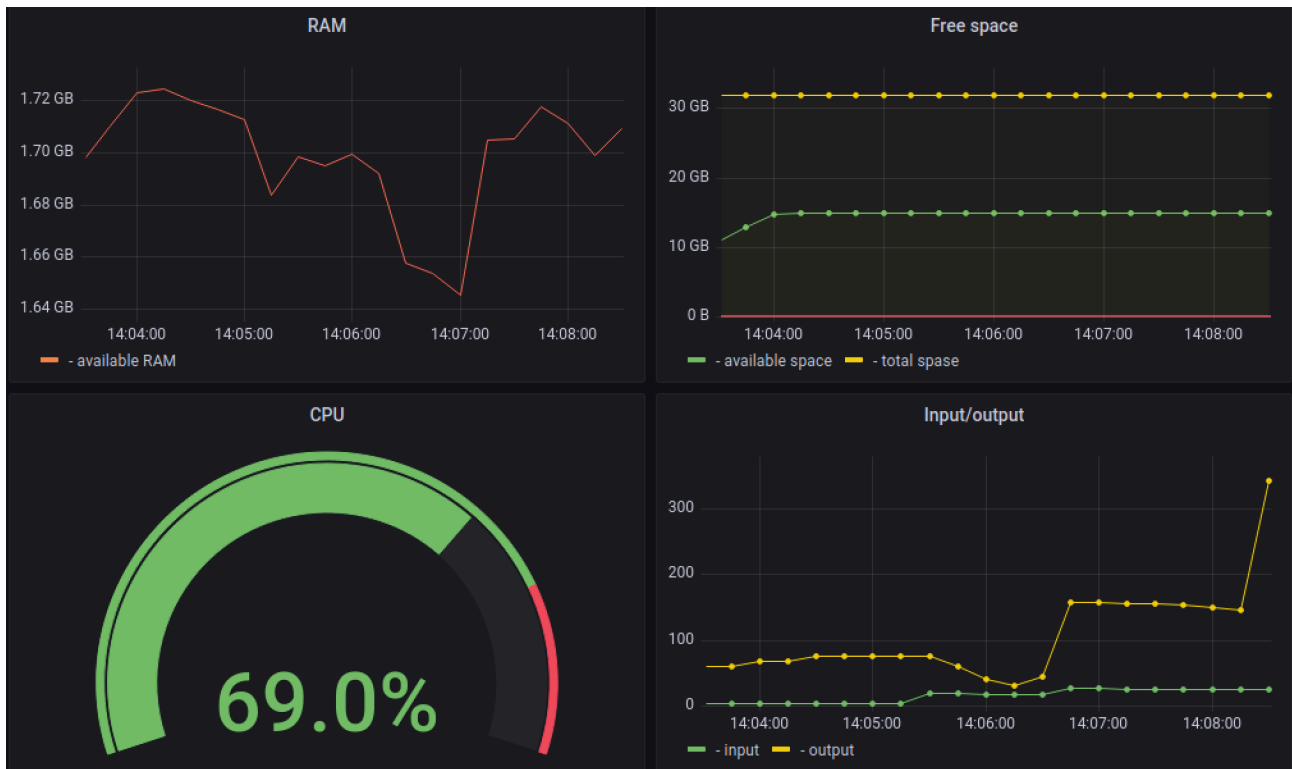 RAM
1.72 GB
1.70 GB
1.68 GB
1.66 GB
1.64 GB
14:04:00 14:05:00 14:06:00 14:07:00 14:08:00
- available RAM
Free space
30 GB
20 GB
10 GB
0 B
14:04:00 14:05:00 14:06:00 14:07:00 14:08:00
- available space - total spase
CPU
69.0%
Input/output
300
200
100
0
14:04:00 14:05:00 14:06:00 14:07:00 14:08:00
- input - output